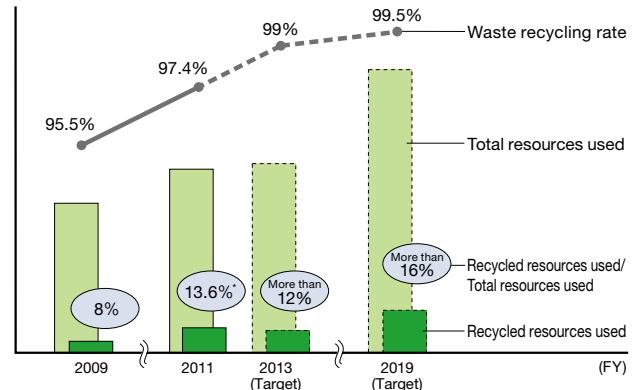 99.5%
99%
Waste recycling rate
97.4%
95.5%
Total resources used
More than
16%
Recycled resources used/
Total resources used
8%
13.6%*
More than
12%
Recycled resources used
2009
2011
2013
(Target)
2019
(Target)
(FY)